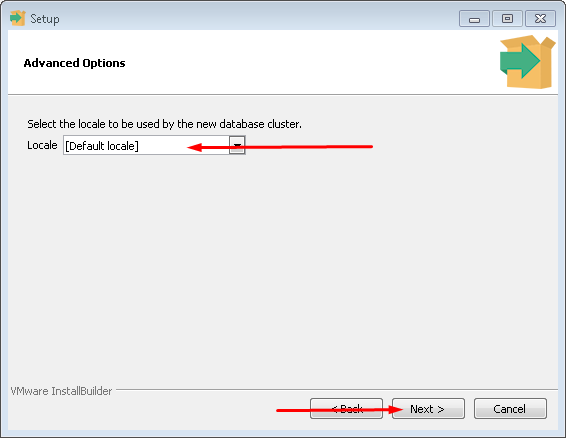 Setup
Advanced Options
Select the locale to be used by the new database cluster.
Locale [Default locale]
VMware InstallBuilder
< Back Next > Cancel